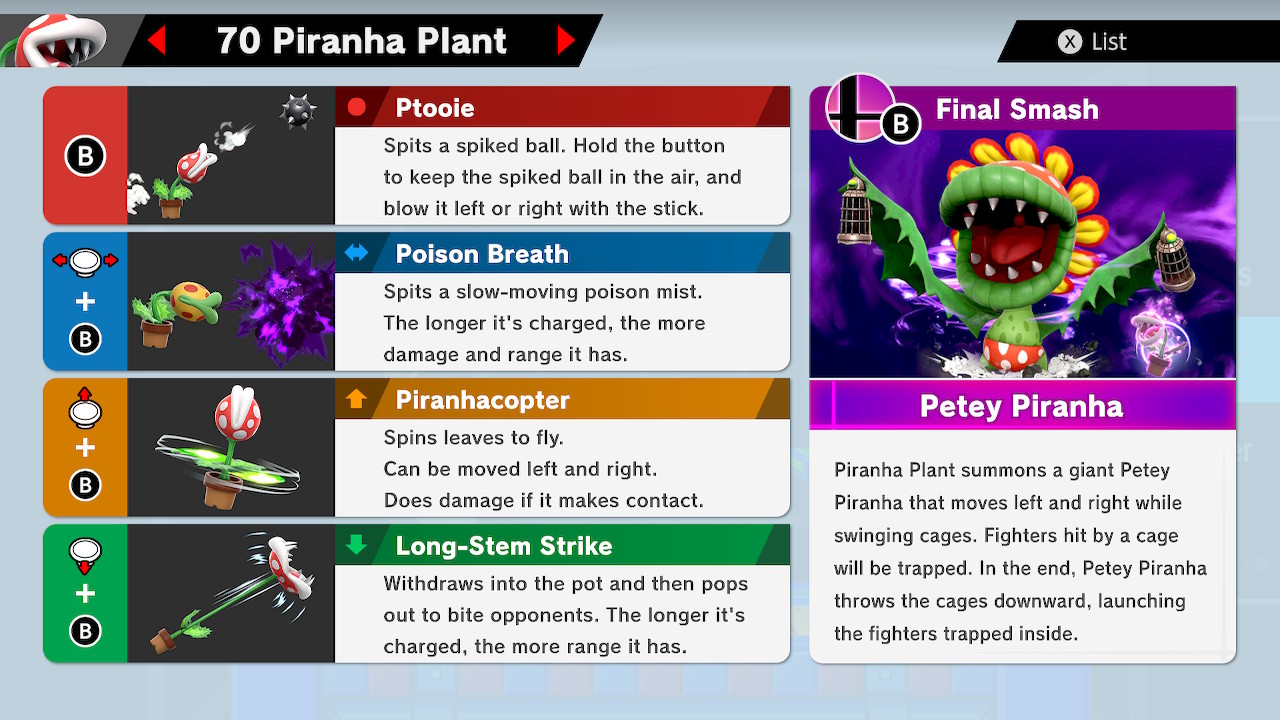 70 Piranha Plant
X List
B
Ptooie
Spits a spiked ball. Hold the button
to keep the spiked ball in the air, and
blow it left or right with the stick.
+
B
Poison Breath
Spits a slow-moving poison mist.
The longer it's charged, the more
damage and range it has.
+
B
Piranhacopter
Spins leaves to fly.
Can be moved left and right.
Does damage if it makes contact.
+
B
Long-Stem Strike
Withdraws into the pot and then pops
out to bite opponents. The longer it's
charged, the more range it has.
B
Final Smash
Petey Piranha
Piranha Plant summons a giant Petey
Piranha that moves left and right while
swinging cages. Fighters hit by a cage
will be trapped. In the end, Petey Piranha
throws the cages downward, launching
the fighters trapped inside.